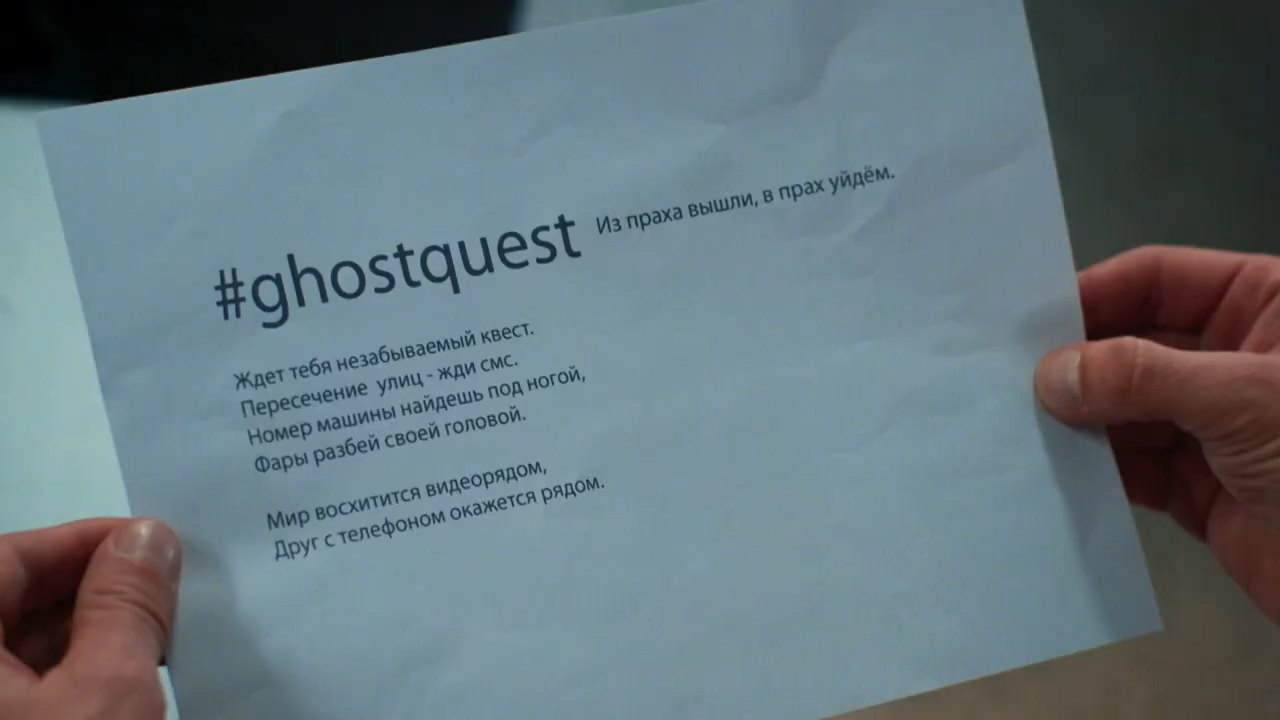 #ghostquest Из праха вышли, в прах уйдём.
Ждет тебя незабываемый квест.
Пересечение улиц - жди смс.
Номер машины найдешь под ногой,
Фары разбей своей головой.
Мир восхитится видеорядом,
Друг с телефоном окажется рядом.